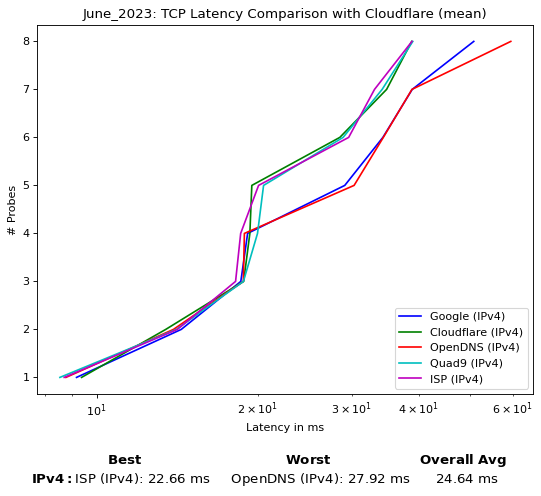 June_2023: TCP Latency Comparison with Cloudflare (mean)
# Probes
8
7
6
5
4
3
2
1
Google (IPv4)
Cloudflare (IPv4)
OpenDNS (IPv4)
Quad9 (IPv4)
ISP (IPv4)
10¹ 2 × 10¹ 3 × 10¹ 4 × 10¹ 6 × 10¹
Latency in ms
Best Worst Overall Avg
IPv4: ISP (IPv4): 22.66 ms OpenDNS (IPv4): 27.92 ms 24.64 ms